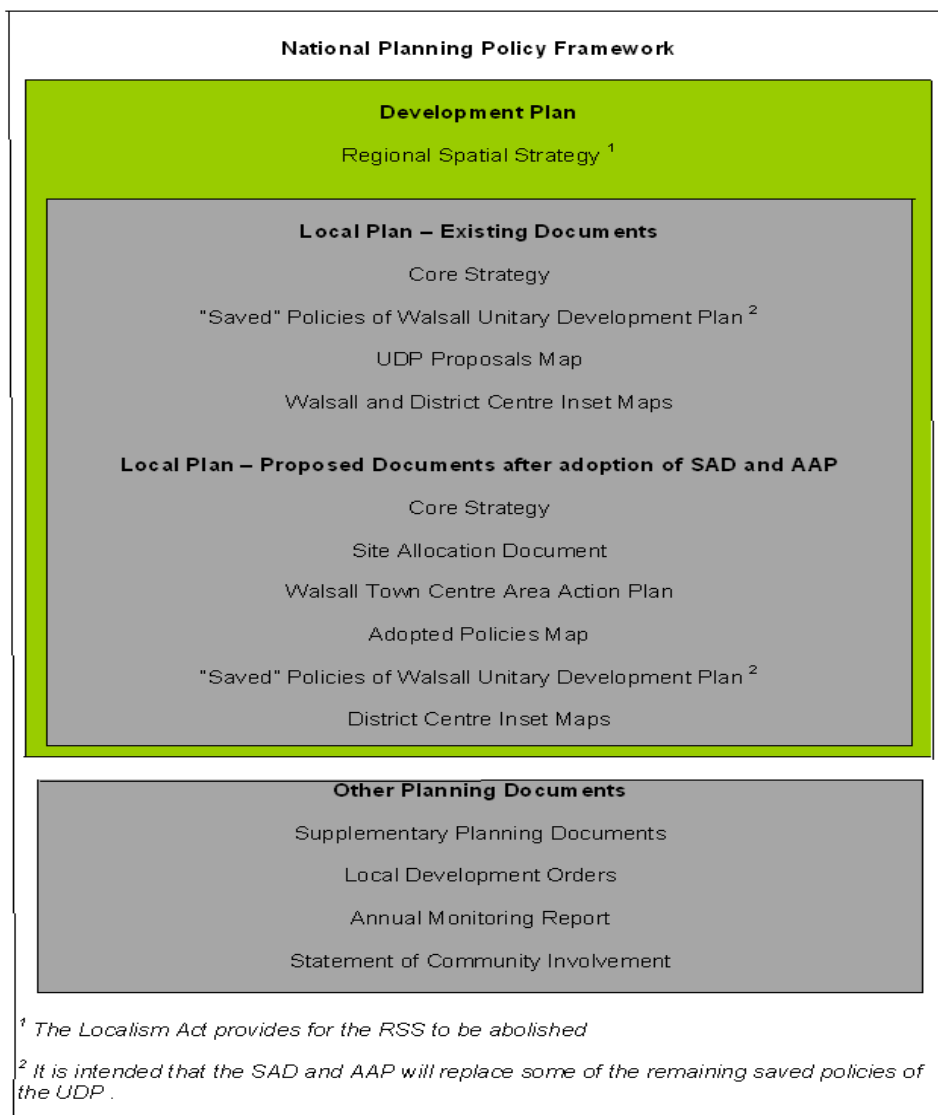 National Planning Policy Framework
Development Plan
Regional Spatial Strategy ¹
Local Plan – Existing Documents
Core Strategy
"Saved" Policies of Walsall Unitary Development Plan ²
UDP Proposals Map
Walsall and District Centre Inset Maps
Local Plan – Proposed Documents after adoption of SAD and AAP
Core Strategy
Site Allocation Document
Walsall Town Centre Area Action Plan
Adopted Policies Map
"Saved" Policies of Walsall Unitary Development Plan ²
District Centre Inset Maps
Other Planning Documents
Supplementary Planning Documents
Local Development Orders
Annual Monitoring Report
Statement of Community Involvement
¹ The Localism Act provides for the RSS to be abolished
² It is intended that the SAD and AAP will replace some of the remaining saved policies of
the UDP .